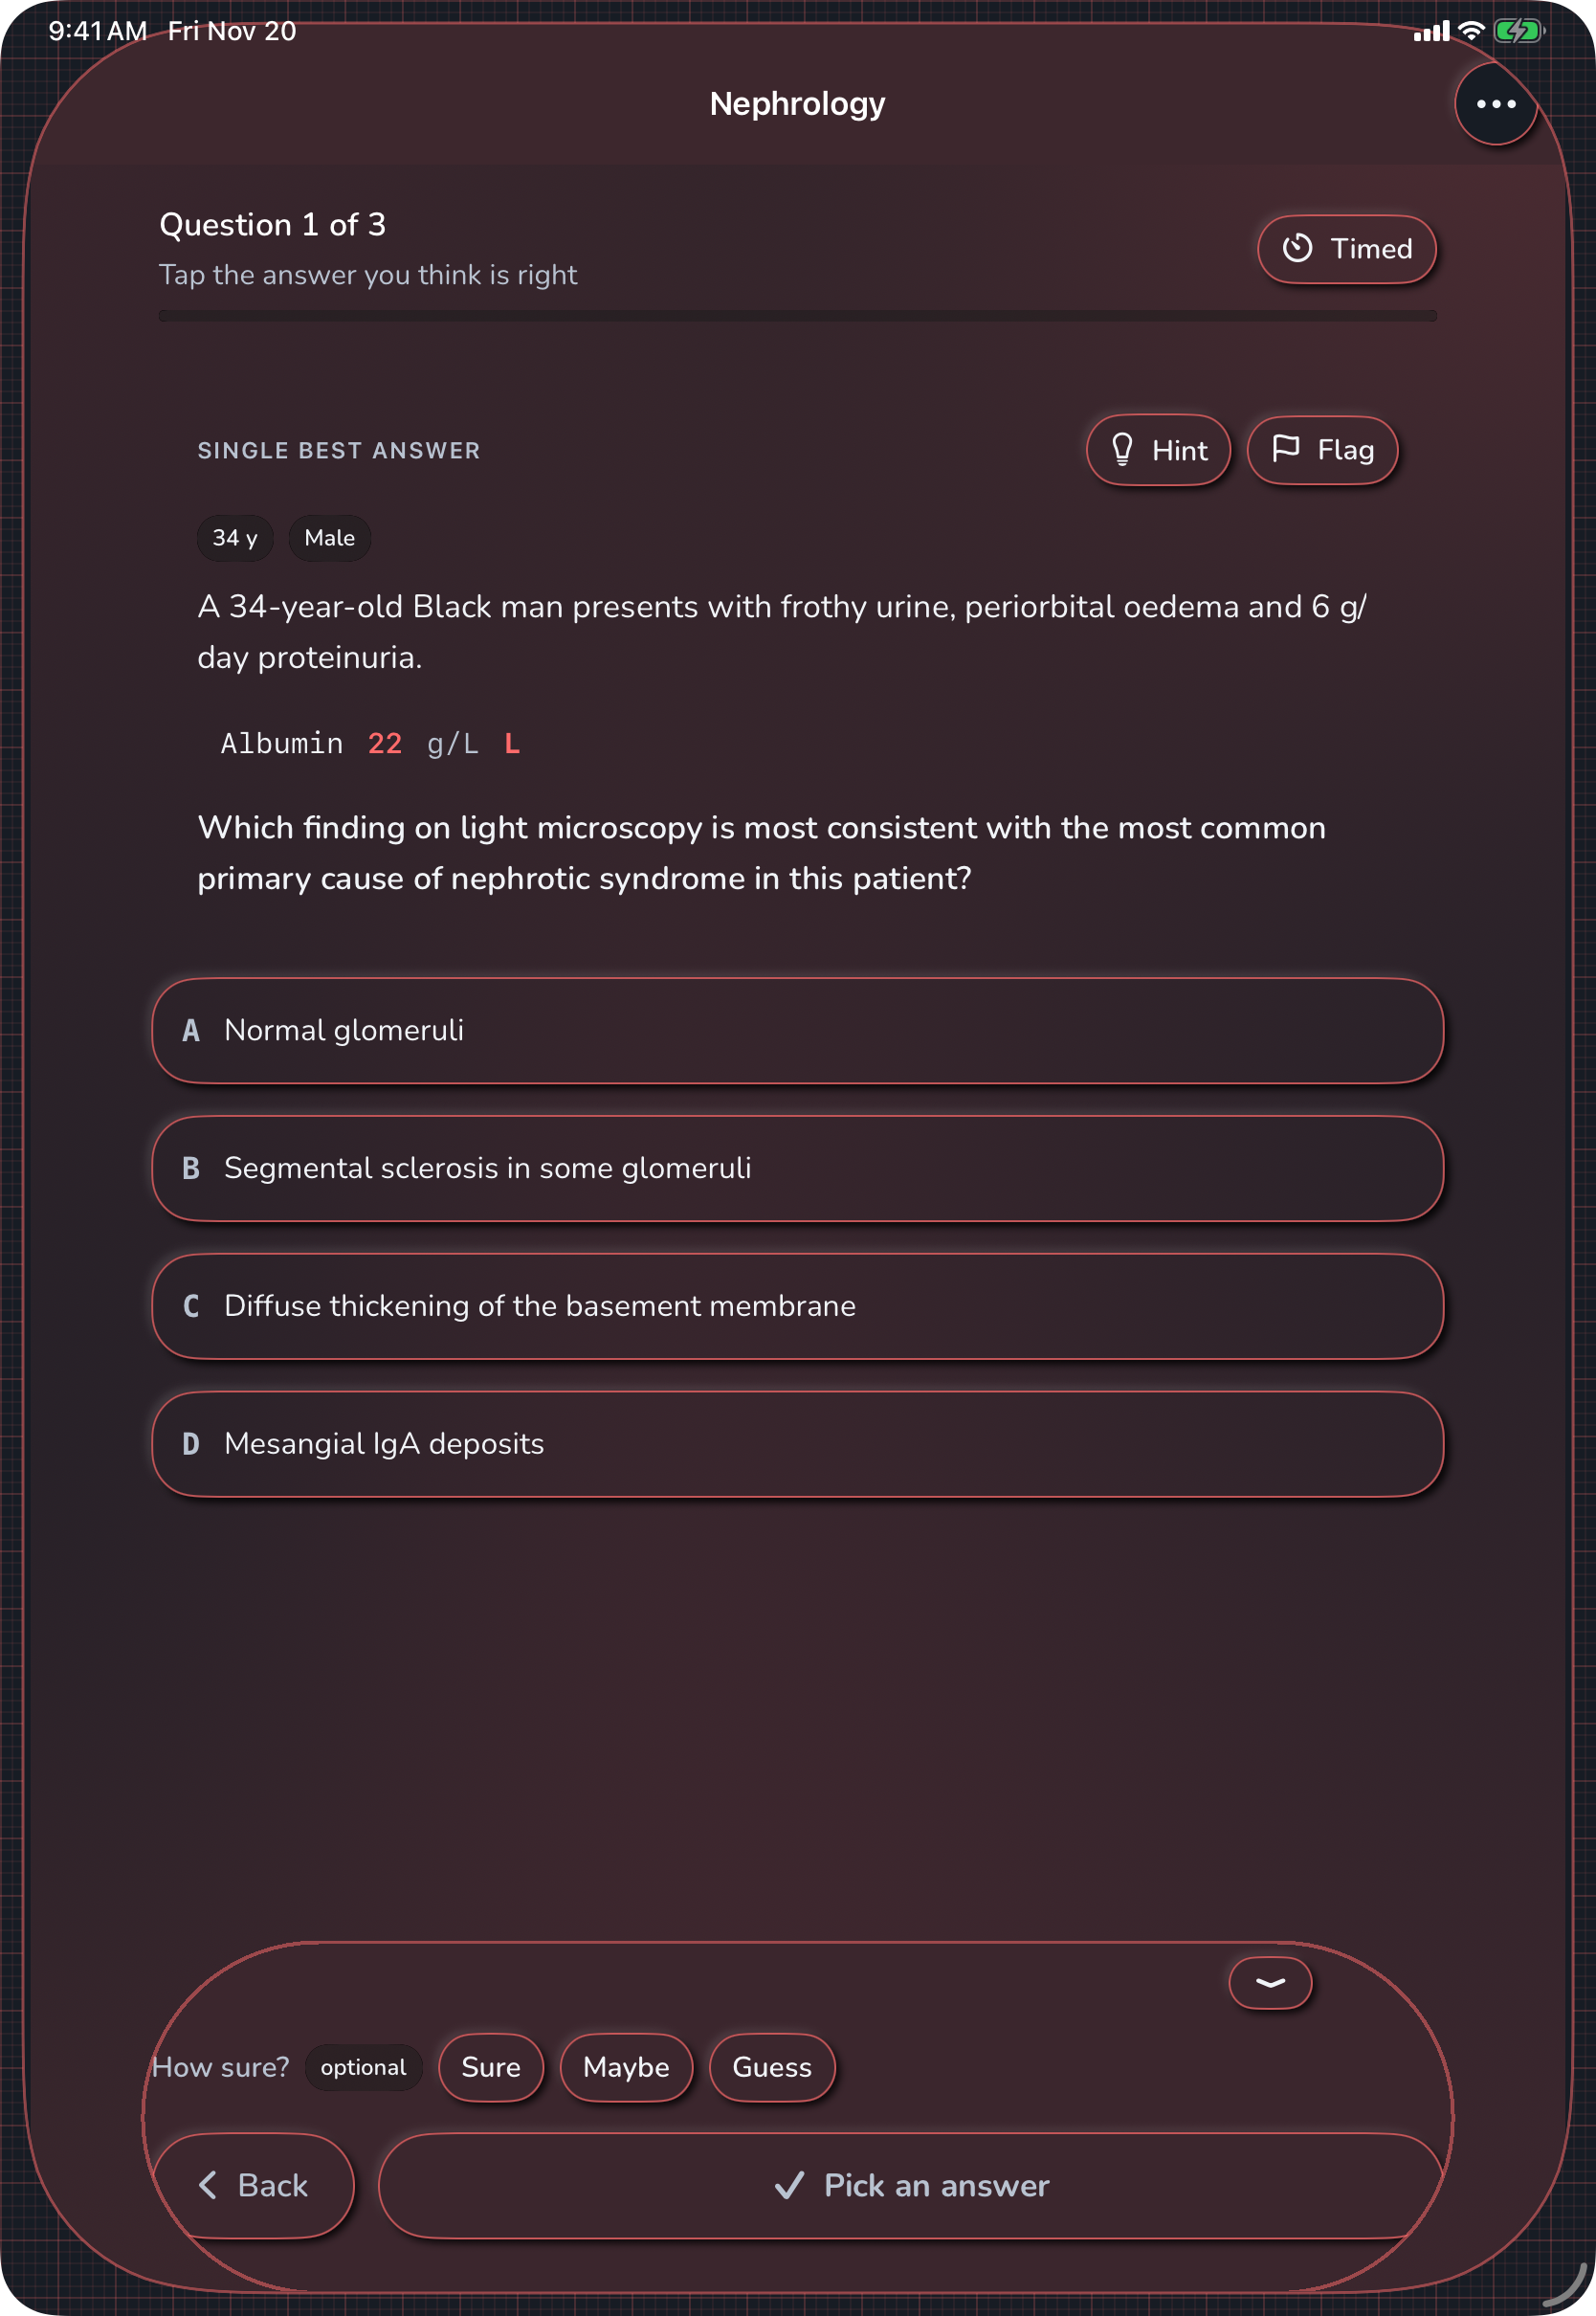 9:41 AM Fri Nov 20
Nephrology
Question 1 of 3
Tap the answer you think is right
Timed
SINGLE BEST ANSWER
Hint
Flag
34 y
Male
A 34-year-old Black man presents with frothy urine, periorbital oedema and 6 g/
day proteinuria.
Albumin 22 g/L L
Which finding on light microscopy is most consistent with the most common
primary cause of nephrotic syndrome in this patient?
A Normal glomeruli
B Segmental sclerosis in some glomeruli
C Diffuse thickening of the basement membrane
D Mesangial IgA deposits
How sure? optional Sure Maybe Guess
Back
Pick an answer